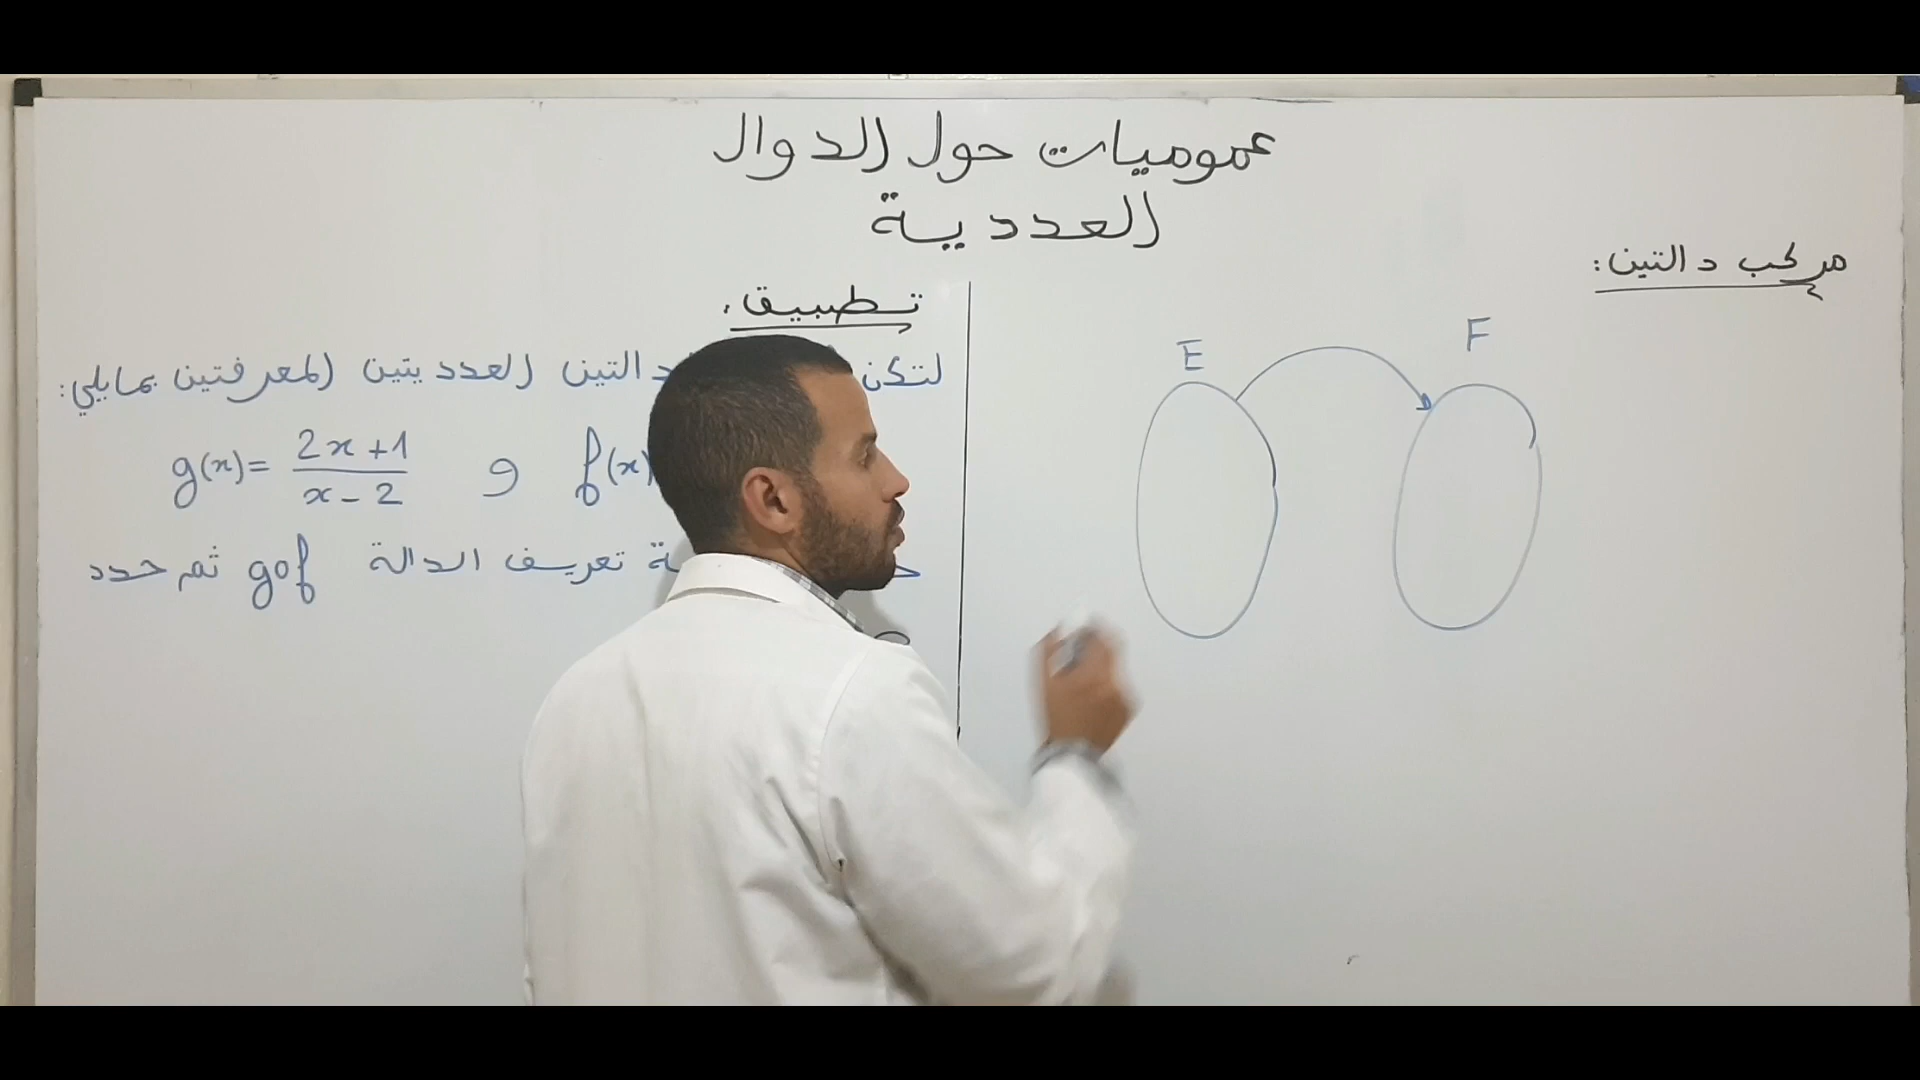 عموميات حول الدوال
العددية
مركب دالتين:
E F
تطبيق:
لتكن دالتين العدديتين المعرفتين بمايلي:
f(x) و g(x) = (2x+1)/(x-2)
تعريف الدالة gof ثم حدد